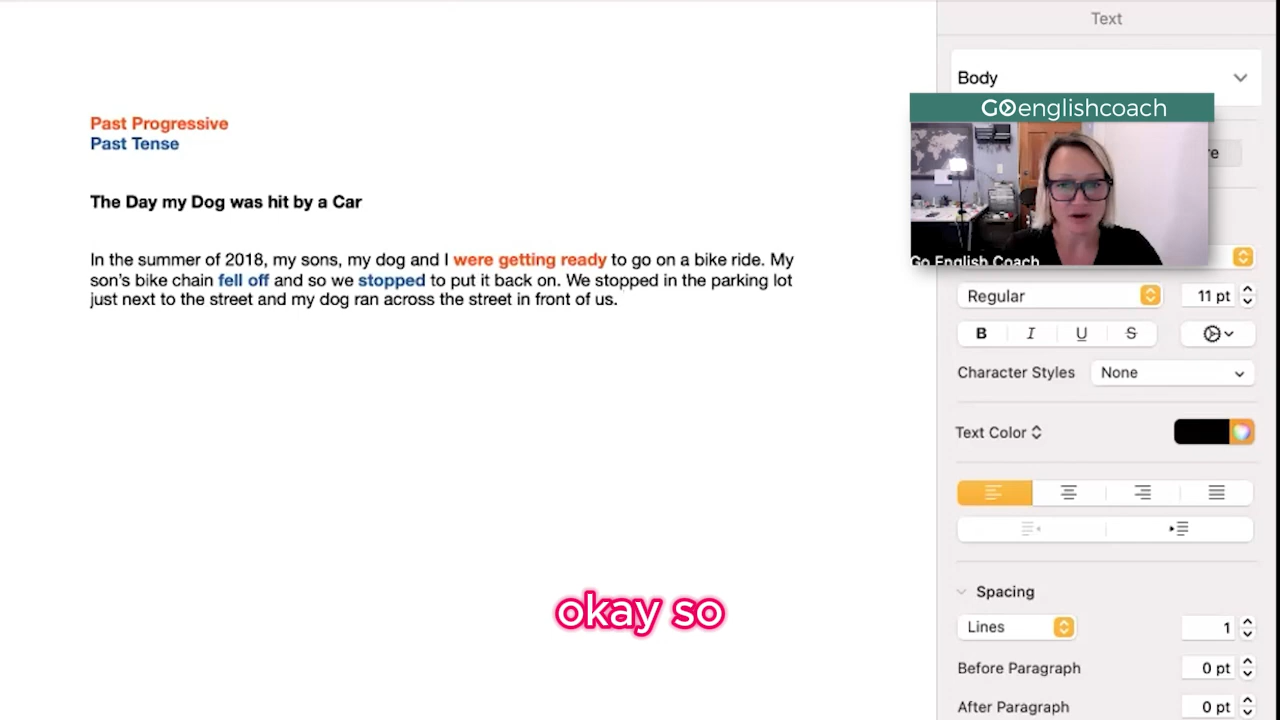 Text
Body
GO englishcoach
re
Past Progressive
Past Tense
The Day my Dog was hit by a Car
In the summer of 2018, my sons, my dog and I were getting ready to go on a bike ride. My
son's bike chain fell off and so we stopped to put it back on. We stopped in the parking lot
just next to the street and my dog ran across the street in front of us.
Go English Coach
Regular
11 pt
B I U S
Character Styles
None
Text Color
Spacing
Lines
1
Before Paragraph
0 pt
After Paragraph
0 pt
okay so